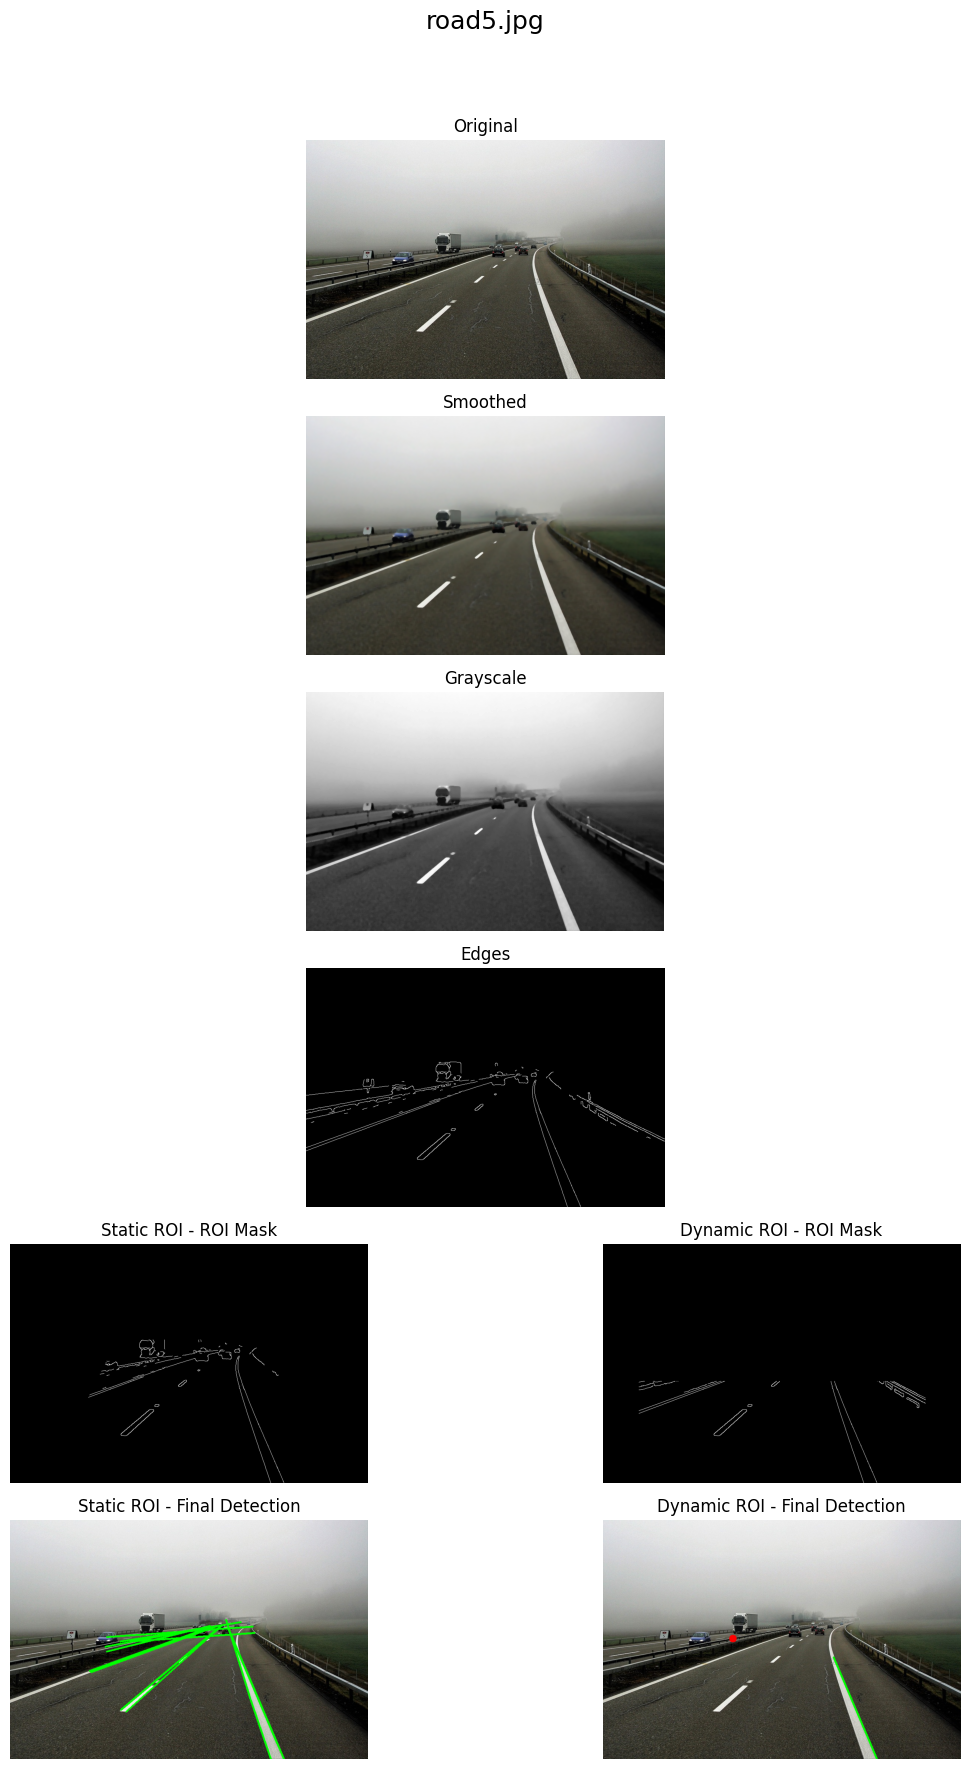 road5.jpg
Original
Smoothed
Grayscale
Edges
Static ROI - ROI Mask
Dynamic ROI - ROI Mask
Static ROI - Final Detection
Dynamic ROI - Final Detection